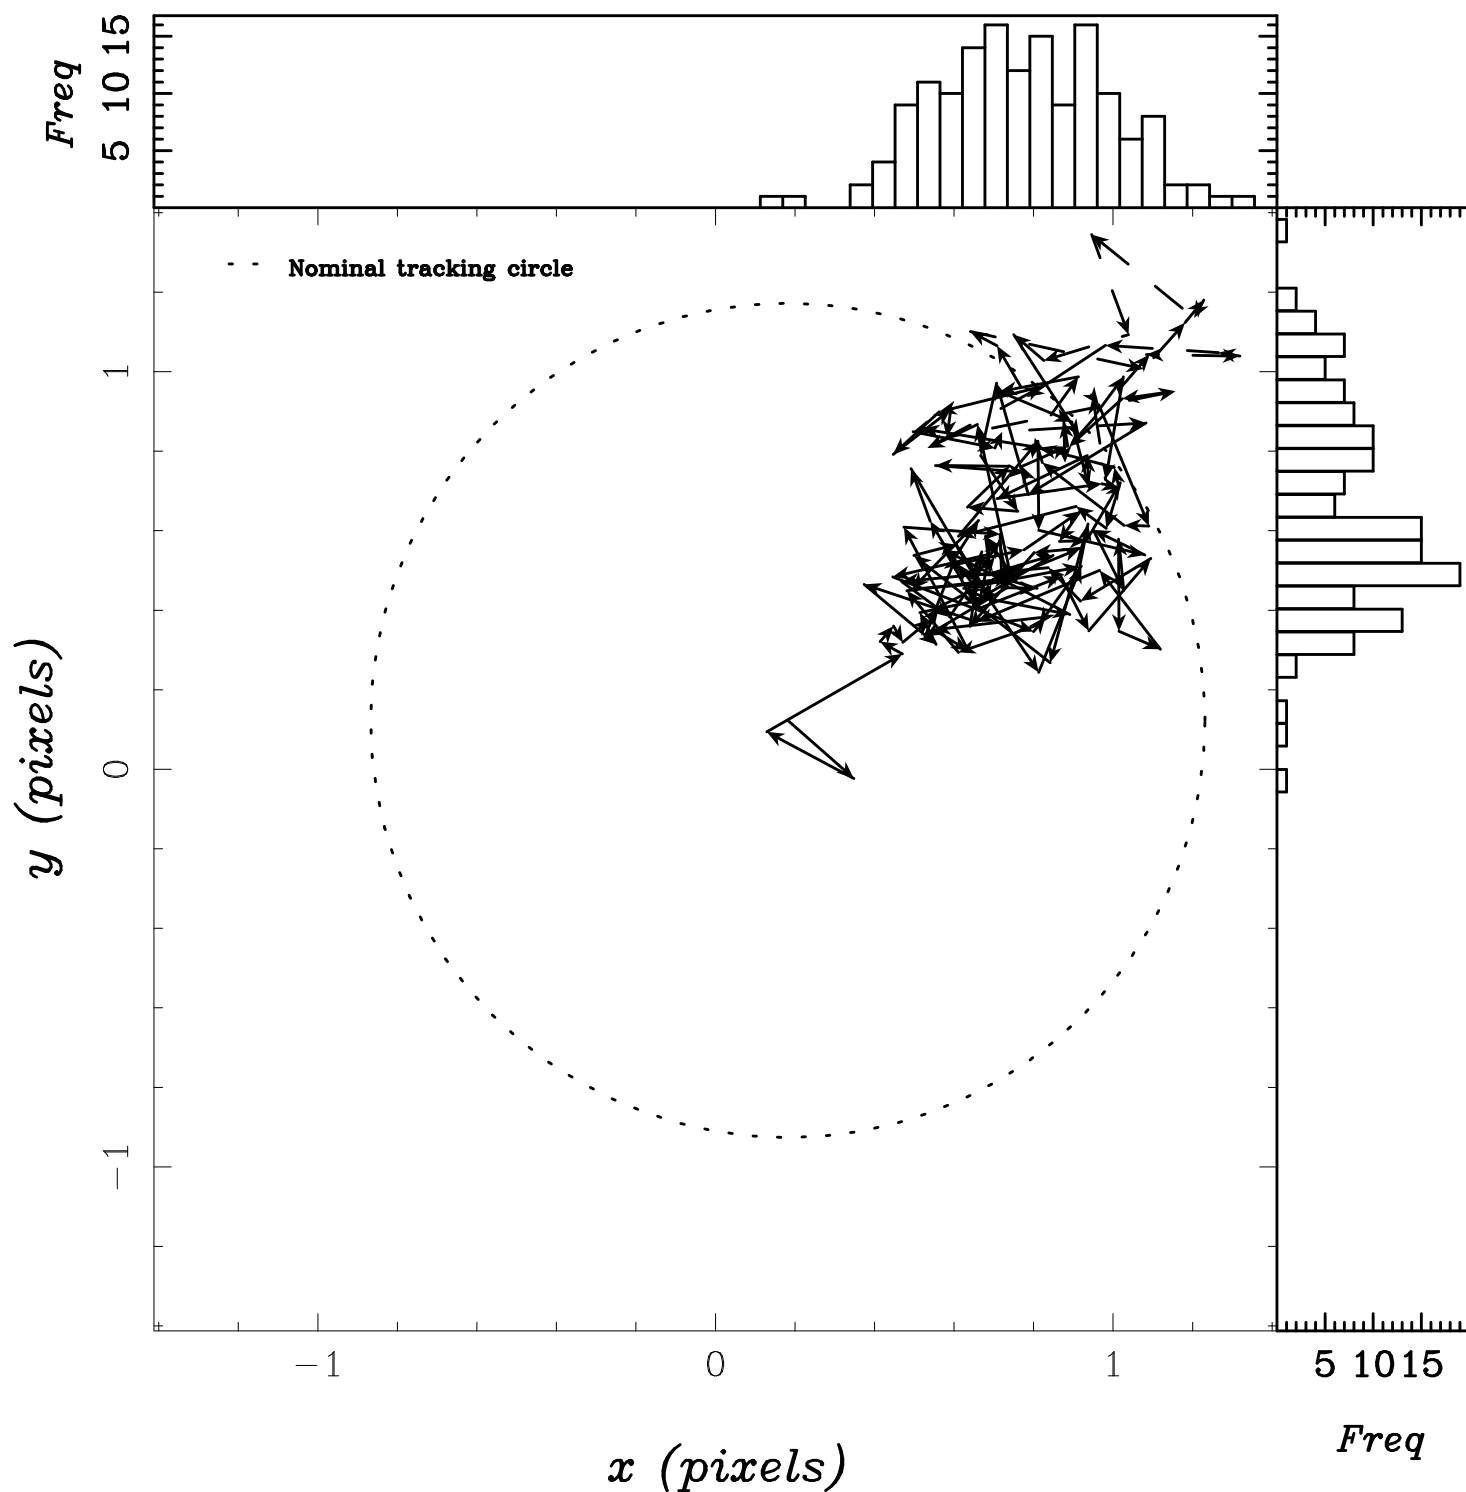 Freq
5 10 15
Nominal tracking circle
y (pixels)
1
0
−1
−1 0 1
5 10 15
x (pixels)
Freq